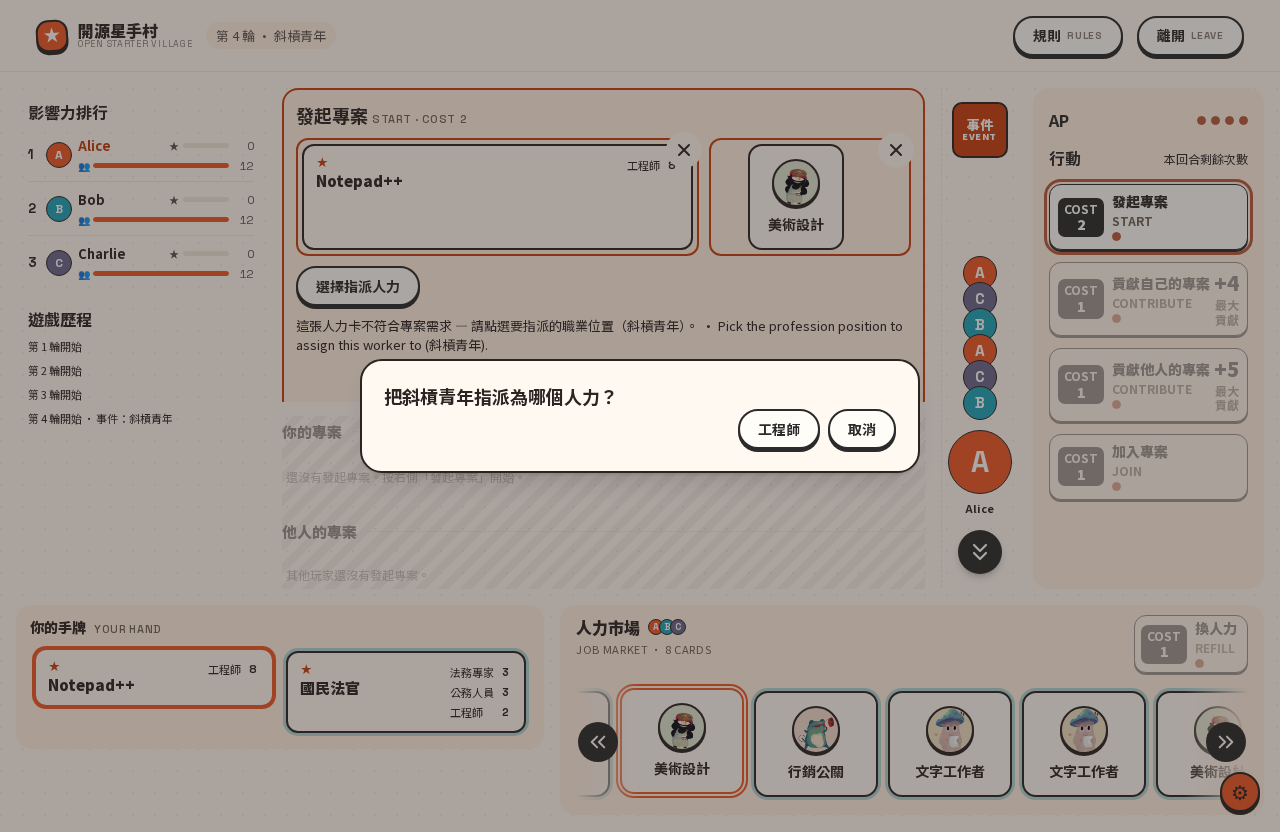 開源星手村
OPEN STARTER VILLAGE
第 4 輪 · 斜槓青年
規則 RULES
離開 LEAVE
影響力排行
1 A Alice ★ 0
12
2 B Bob ★ 0
12
3 C Charlie ★ 0
12
遊戲歷程
第 1 輪開始
第 2 輪開始
第 3 輪開始
第 4 輪開始 · 事件：斜槓青年
發起專案 START · COST 2
★
Notepad++
工程師
美術設計
選擇指派人力
這張人力卡不符合專案需求 — 請點選要指派的職業位置（斜槓青年）。 · Pick the profession position to
assign this worker to (斜槓青年).
把斜槓青年指派為哪個人力？
工程師
取消
你的專案
還沒有發起專案。按右側「發起專案」開始。
他人的專案
其他玩家還沒有發起專案。
事件
EVENT
A
C
B
A
C
B
A
Alice
AP
行動 本回合剩餘次數
COST 2
發起專案
START
COST 1
貢獻自己的專案
CONTRIBUTE
+4
最大
貢獻
COST 1
貢獻他人的專案
CONTRIBUTE
+5
最大
貢獻
COST 1
加入專案
JOIN
你的手牌 YOUR HAND
★
Notepad++
工程師 8
★
國民法官
法務專家 3
公務人員 3
工程師 2
人力市場 A B C
JOB MARKET · 8 CARDS
COST 1
換人力
REFILL
美術設計
行銷公關
文字工作者
文字工作者
美術設計